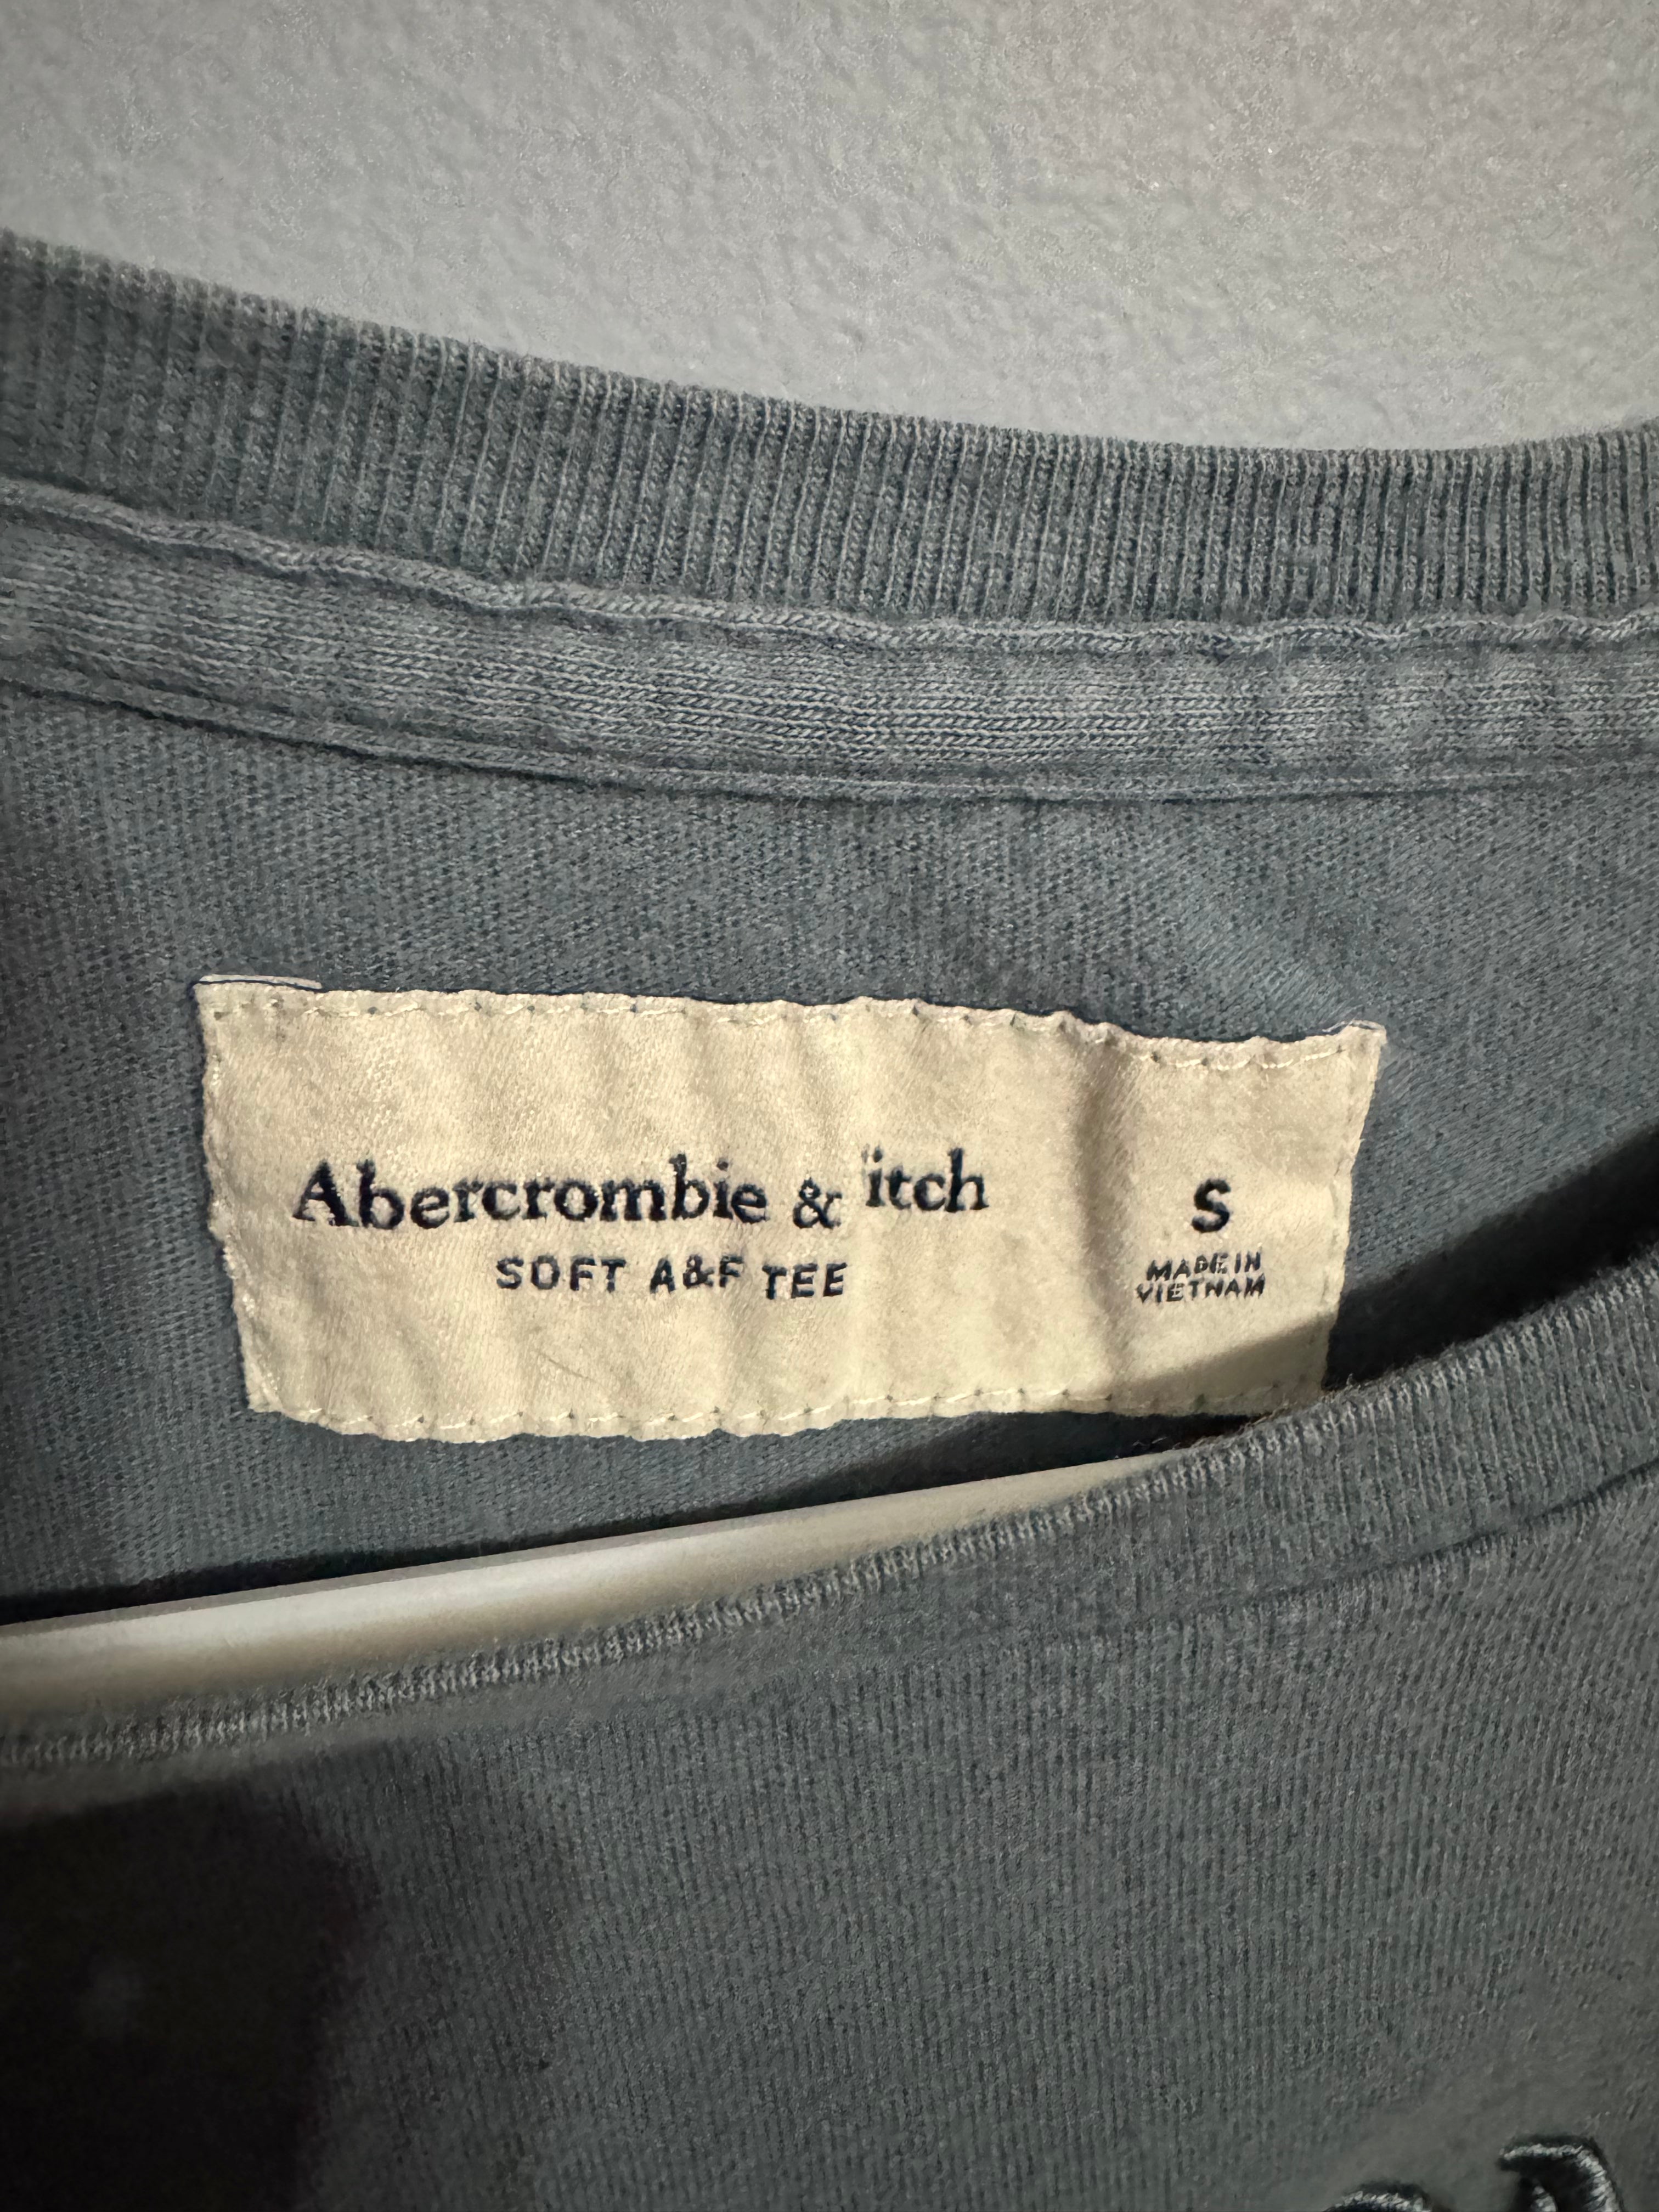 Abercrombie & itch
SOFT A&F TEE
S
MADE IN
VIETNAM